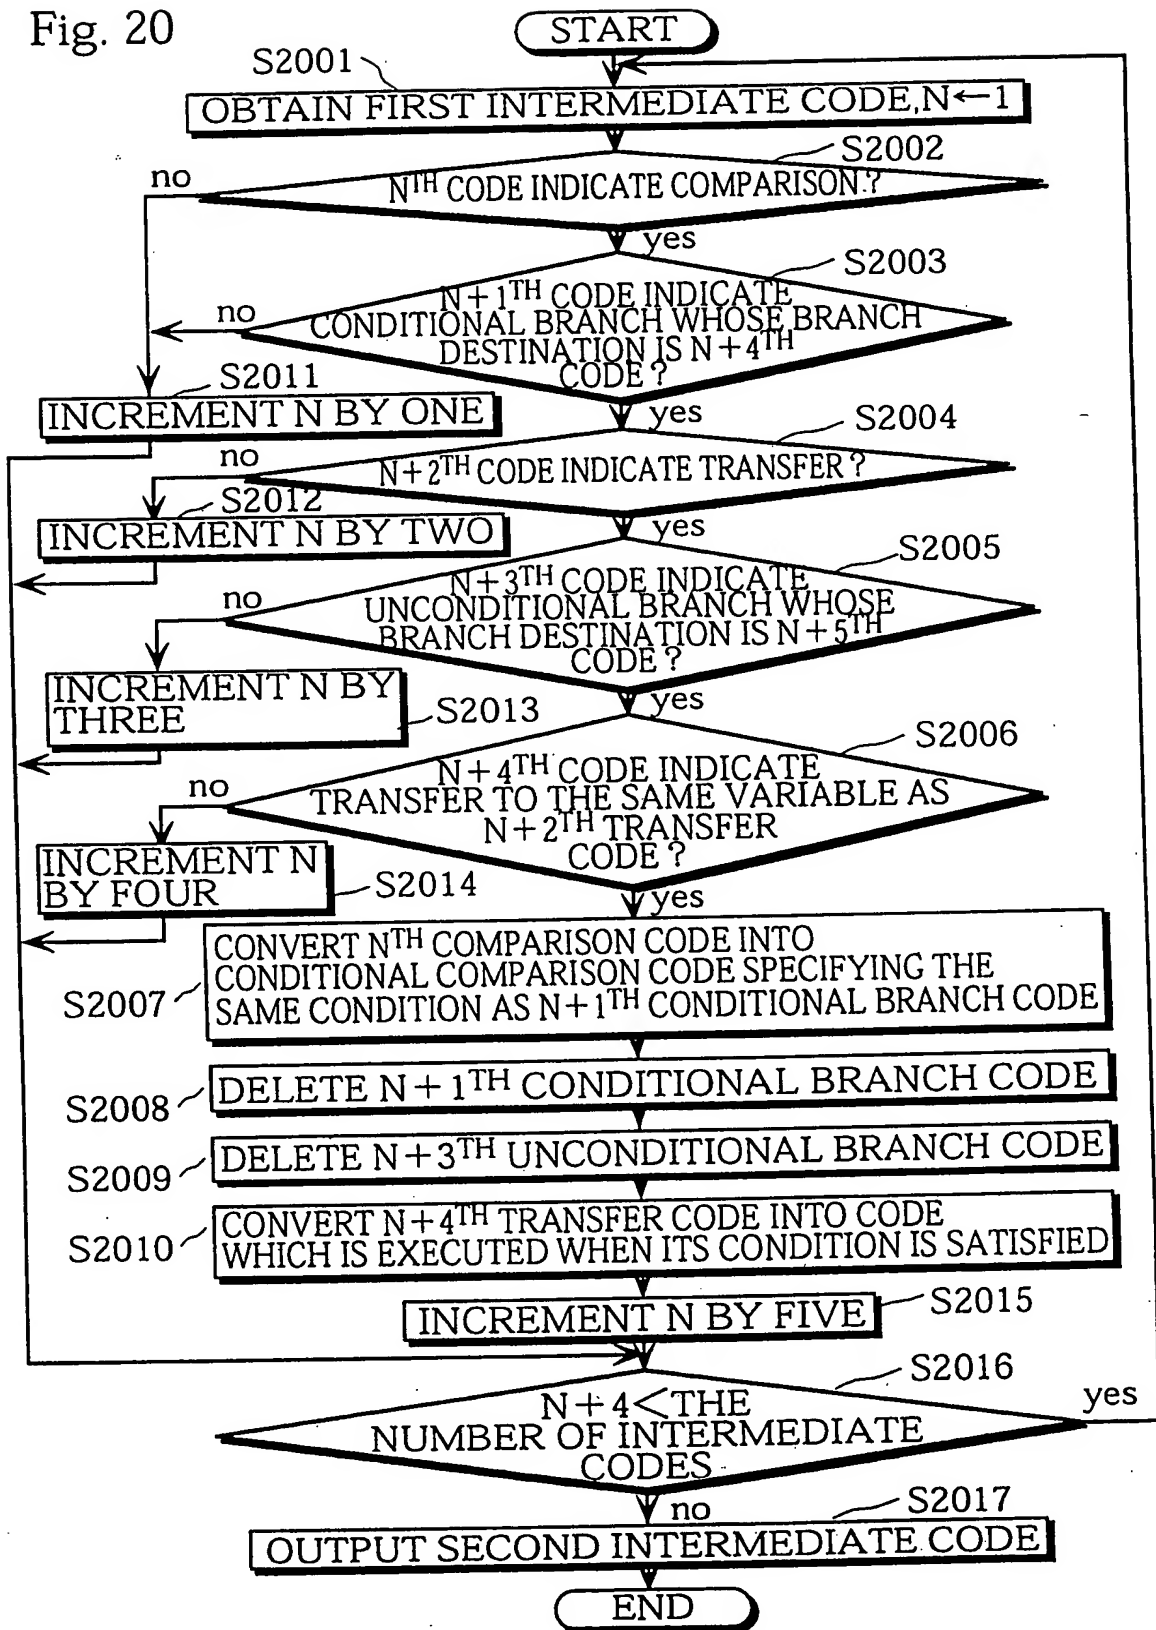 Fig. 20
START
S2001
OBTAIN FIRST INTERMEDIATE CODE,N←1
S2002
no
NTH CODE INDICATE COMPARISON?
yes
S2003
no
N+1TH CODE INDICATE
CONDITIONAL BRANCH WHOSE BRANCH
DESTINATION IS N+4TH
CODE?
S2011
INCREMENT N BY ONE
yes
S2004
no
N+2TH CODE INDICATE TRANSFER?
S2012
INCREMENT N BY TWO
yes
S2005
no
N+3TH CODE INDICATE
UNCONDITIONAL BRANCH WHOSE
BRANCH DESTINATION IS N+5TH
CODE?
INCREMENT N BY
THREE
S2013
yes
S2006
no
N+4TH CODE INDICATE
TRANSFER TO THE SAME VARIABLE AS
N+2TH TRANSFER
CODE?
INCREMENT N
BY FOUR
S2014
yes
S2007
CONVERT NTH COMPARISON CODE INTO
CONDITIONAL COMPARISON CODE SPECIFYING THE
SAME CONDITION AS N+1TH CONDITIONAL BRANCH CODE
S2008
DELETE N+1TH CONDITIONAL BRANCH CODE
S2009
DELETE N+3TH UNCONDITIONAL BRANCH CODE
S2010
CONVERT N+4TH TRANSFER CODE INTO CODE
WHICH IS EXECUTED WHEN ITS CONDITION IS SATISFIED
INCREMENT N BY FIVE
S2015
S2016
N+4<THE
NUMBER OF INTERMEDIATE
CODES
yes
no
S2017
OUTPUT SECOND INTERMEDIATE CODE
END